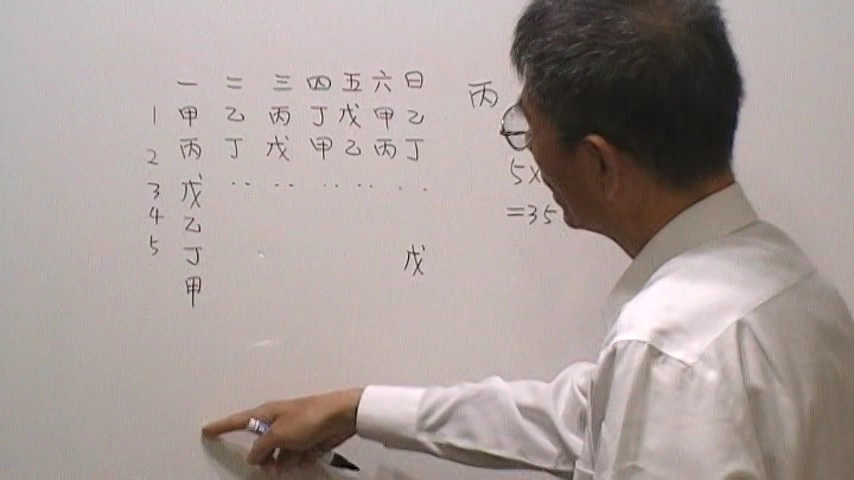 一 二 三 四 五 六 日
1 甲 乙 丙 丁 戊 甲 乙
2 丙 丁 戊 甲 乙 丙 丁
3 戊 ‥ ‥ ‥ ‥ ‥
4 乙
5 丁 戊
甲
丙
5×
=35